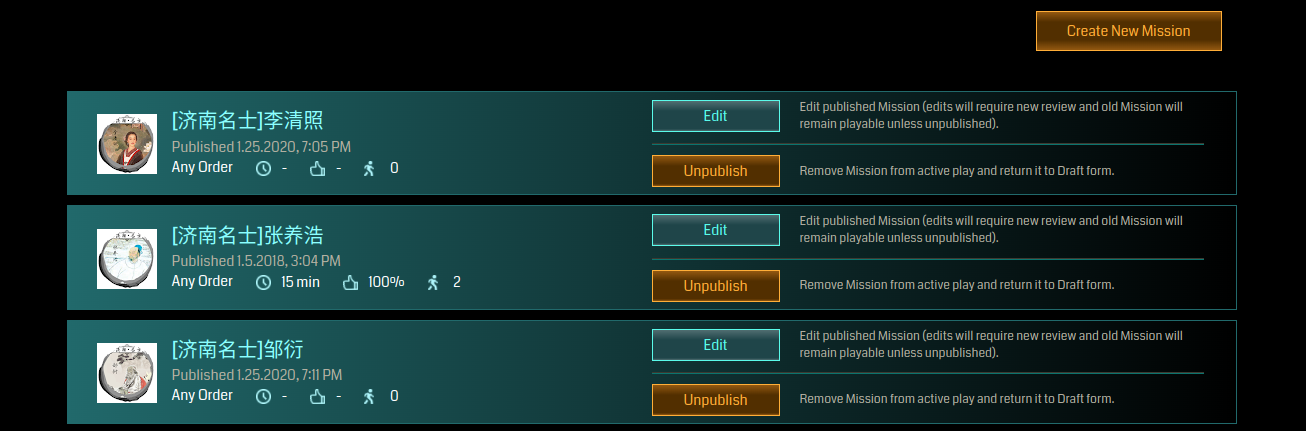 Create New Mission
[济南名士]李清照
Published 1.25.2020, 7:05 PM
Any Order - - 0
Edit
Edit published Mission (edits will require new review and old Mission will
remain playable unless unpublished).
Unpublish
Remove Mission from active play and return it to Draft form.
[济南名士]张养浩
Published 1.5.2018, 3:04 PM
Any Order 15 min 100% 2
Edit
Edit published Mission (edits will require new review and old Mission will
remain playable unless unpublished).
Unpublish
Remove Mission from active play and return it to Draft form.
[济南名士]邹衍
Published 1.25.2020, 7:11 PM
Any Order - - 0
Edit
Edit published Mission (edits will require new review and old Mission will
remain playable unless unpublished).
Unpublish
Remove Mission from active play and return it to Draft form.